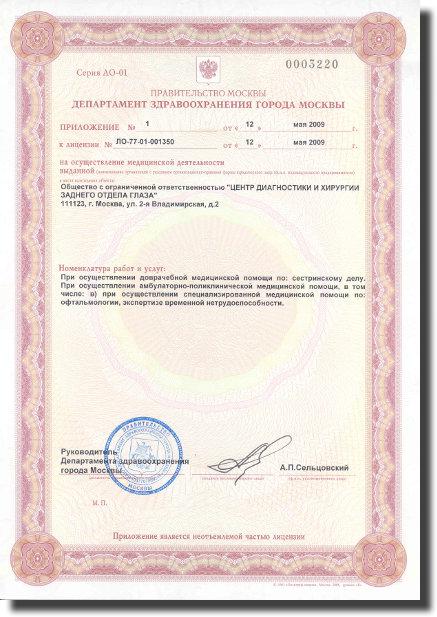 Серия ЛО-01
0003220
ПРАВИТЕЛЬСТВО МОСКВЫ
ДЕПАРТАМЕНТ ЗДРАВООХРАНЕНИЯ ГОРОДА МОСКВЫ
ПРИЛОЖЕНИЕ № 1 от « 12 » мая 2009 г.
к лицензии № ЛО-77-01-001350 от « 12 » мая 2009 г.
на осуществление медицинской деятельности
выданной
Общество с ограниченной ответственностью "ЦЕНТР ДИАГНОСТИКИ И ХИРУРГИИ
ЗАДНЕГО ОТДЕЛА ГЛАЗА"
111123, г. Москва, ул. 2-я Владимирская, д.2
Номенклатура работ и услуг:
При осуществлении доврачебной медицинской помощи по: сестринскому делу.
При осуществлении амбулаторно-поликлинической медицинской помощи, в том
числе: в) при осуществлении специализированной медицинской помощи по:
офтальмологии, экспертизе временной нетрудоспособности.
ПРАВИТЕЛЬСТВО
МОСКВЫ
Руководитель
Департамента здравоохранения
города Москвы
А.П.Сельцовский
М. П.
Приложение является неотъемлемой частью лицензии